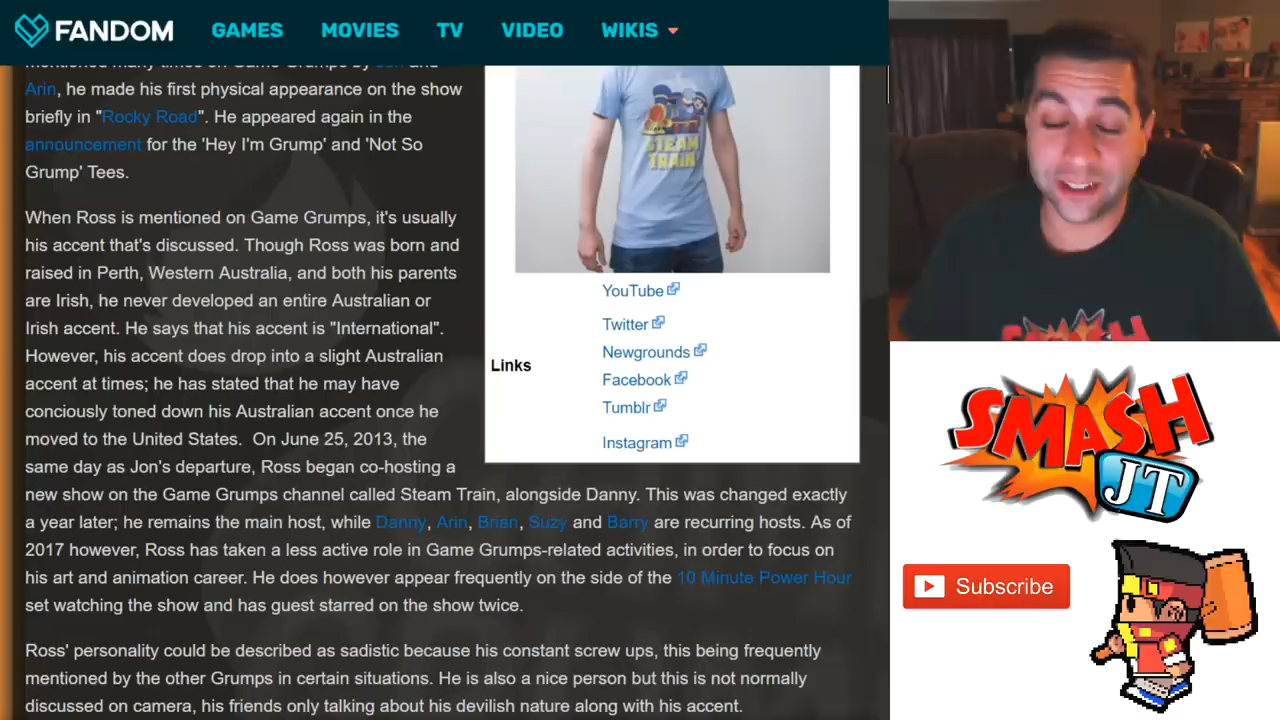 FANDOM GAMES MOVIES TV VIDEO WIKIS
mentioned many times on Game Grumps by Jon and
Arin, he made his first physical appearance on the show
briefly in "Rocky Road". He appeared again in the
announcement for the 'Hey I'm Grump' and 'Not So
Grump' Tees.
When Ross is mentioned on Game Grumps, it's usually
his accent that's discussed. Though Ross was born and
raised in Perth, Western Australia, and both his parents
are Irish, he never developed an entire Australian or
Irish accent. He says that his accent is "International".
However, his accent does drop into a slight Australian
accent at times; he has stated that he may have
conciously toned down his Australian accent once he
moved to the United States.  On June 25, 2013, the
same day as Jon's departure, Ross began co-hosting a
new show on the Game Grumps channel called Steam Train, alongside Danny. This was changed exactly
a year later; he remains the main host, while Danny, Arin, Brian, Suzy and Barry are recurring hosts. As of
2017 however, Ross has taken a less active role in Game Grumps-related activities, in order to focus on
his art and animation career. He does however appear frequently on the side of the 10 Minute Power Hour
set watching the show and has guest starred on the show twice.
Ross' personality could be described as sadistic because his constant screw ups, this being frequently
mentioned by the other Grumps in certain situations. He is also a nice person but this is not normally
discussed on camera, his friends only talking about his devilish nature along with his accent.
STEAM
TRAIN
Links
YouTube
Twitter
Newgrounds
Facebook
Tumblr
Instagram
SMASH
SMASH
JT
Subscribe